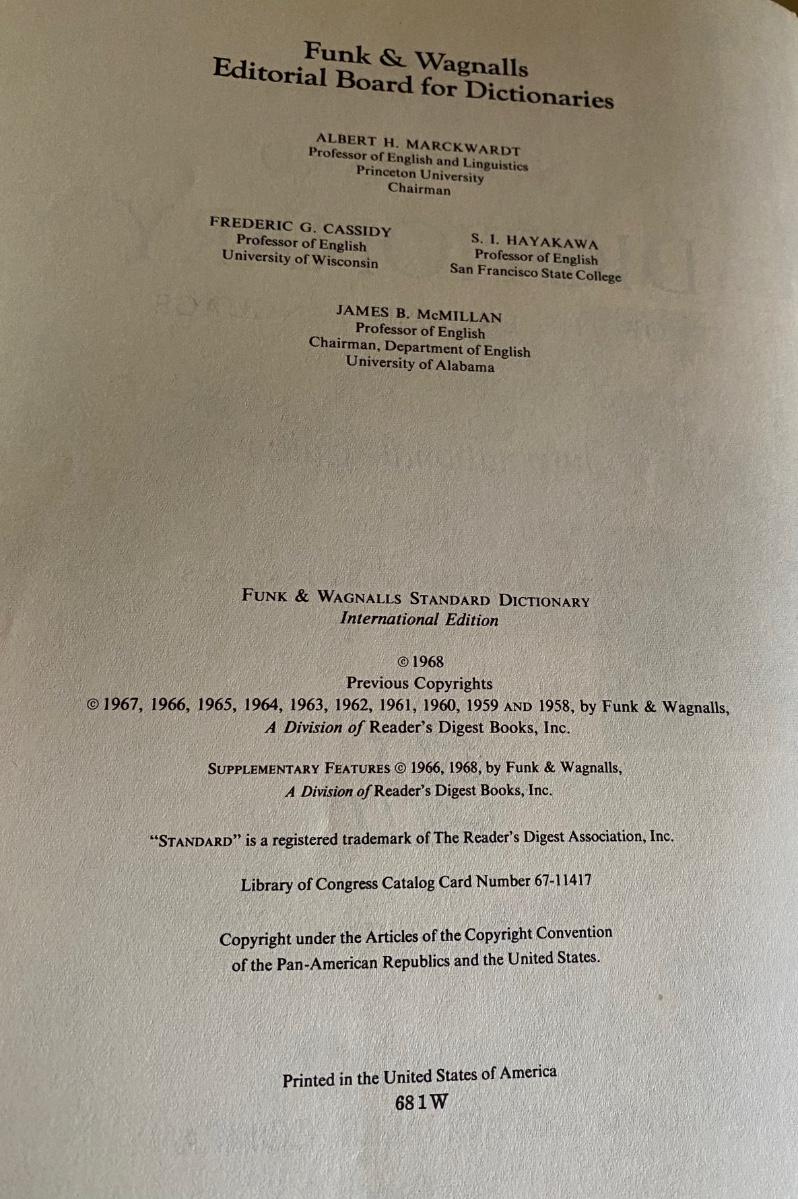 Funk & Wagnalls
Editorial Board for Dictionaries
ALBERT H. MARCKWARDT
Professor of English and Linguistics
Princeton University
Chairman
FREDERIC G. CASSIDY
Professor of English
University of Wisconsin
S. I. HAYAKAWA
Professor of English
San Francisco State College
JAMES B. McMILLAN
Professor of English
Chairman, Department of English
University of Alabama
FUNK & WAGNALLS STANDARD DICTIONARY
International Edition
© 1968
Previous Copyrights
© 1967, 1966, 1965, 1964, 1963, 1962, 1961, 1960, 1959 AND 1958, by Funk & Wagnalls,
A Division of Reader's Digest Books, Inc.
SUPPLEMENTARY FEATURES © 1966, 1968, by Funk & Wagnalls,
A Division of Reader's Digest Books, Inc.
"STANDARD" is a registered trademark of The Reader's Digest Association, Inc.
Library of Congress Catalog Card Number 67-11417
Copyright under the Articles of the Copyright Convention
of the Pan-American Republics and the United States.
Printed in the United States of America
681W